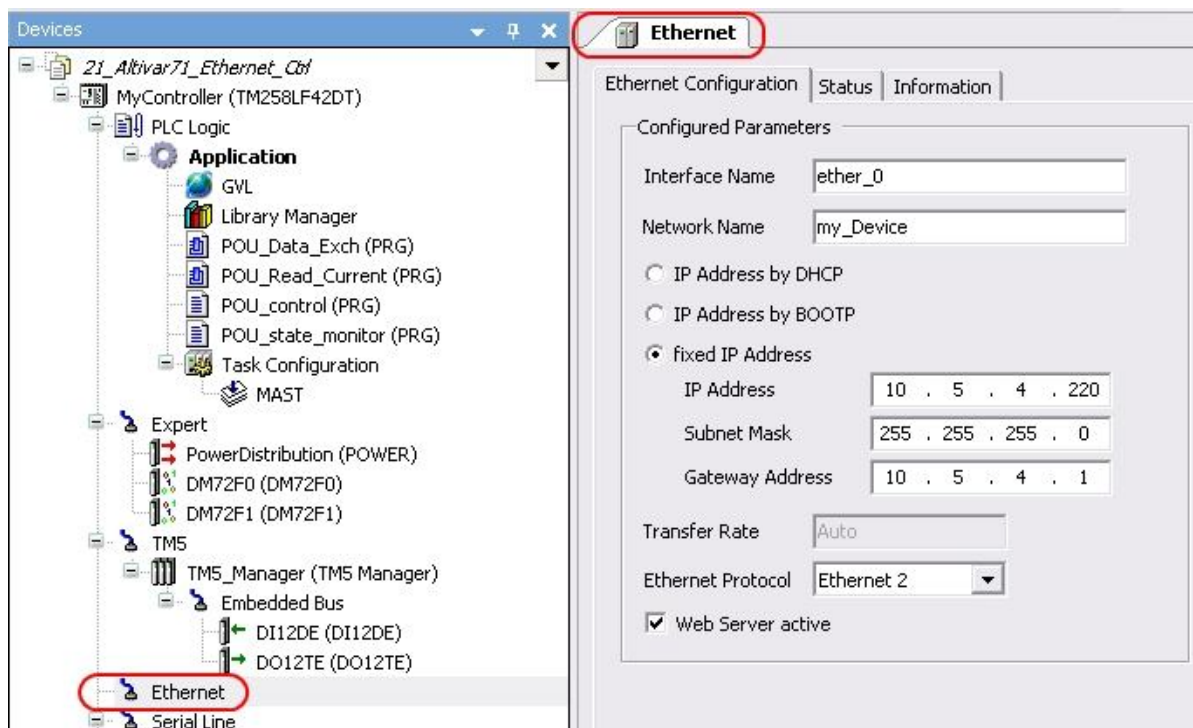 Devices
21_Altivar71_Ethernet_Ctrl
MyController (TM258LF42DT)
PLC Logic
Application
GVL
Library Manager
POU_Data_Exch (PRG)
POU_Read_Current (PRG)
POU_control (PRG)
POU_state_monitor (PRG)
Task Configuration
MAST
Expert
PowerDistribution (POWER)
DM72F0 (DM72F0)
DM72F1 (DM72F1)
TM5
TM5_Manager (TM5 Manager)
Embedded Bus
DI12DE (DI12DE)
DO12TE (DO12TE)
Ethernet
Serial Line
Ethernet
Ethernet Configuration Status Information
Configured Parameters
Interface Name ether_0
Network Name my_Device
IP Address by DHCP
IP Address by BOOTP
fixed IP Address
IP Address 10 . 5 . 4 . 220
Subnet Mask 255 . 255 . 255 . 0
Gateway Address 10 . 5 . 4 . 1
Transfer Rate Auto
Ethernet Protocol Ethernet 2
Web Server active